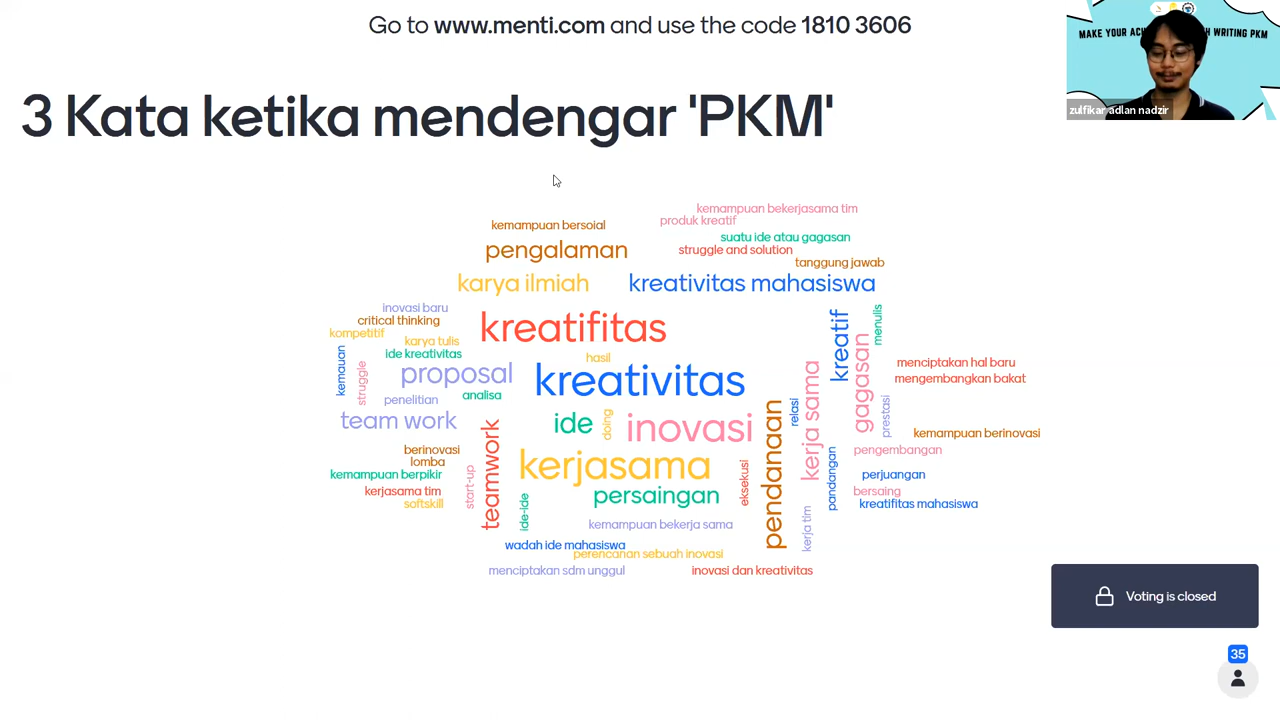 Go to www.menti.com and use the code 1810 3606
MAKE YOUR ACH
H WRITING PKM
zulfikar adlan nadzir
3 Kata ketika mendengar 'PKM'
kemampuan bekerjasama tim
produk kreatif
kemampuan bersoial
suatu ide atau gagasan
pengalaman
struggle and solution
tanggung jawab
karya ilmiah
kreativitas mahasiswa
inovasi baru
critical thinking
kompetitif
karya tulis
ide kreativitas
kreatifitas
hasil
kreatif
menulis
gagasan
kemauan
struggle
proposal
kreativitas
kerja sama
menciptakan hal baru
mengembangkan bakat
analisa
penelitian
team work
ide
doing
inovasi
pendanaan
relasi
prestasi
kemampuan berinovasi
berinovasi
lomba
kemampuan berpikir
kerjasama tim
softskill
start-up
teamwork
ide-ide
kerjasama
persaingan
eksekusi
pandangan
pengembangan
perjuangan
bersaing
kreatifitas mahasiswa
kerja tim
kemampuan bekerja sama
wadah ide mahasiswa
perencanan sebuah inovasi
menciptakan sdm unggul
inovasi dan kreativitas
Voting is closed
35